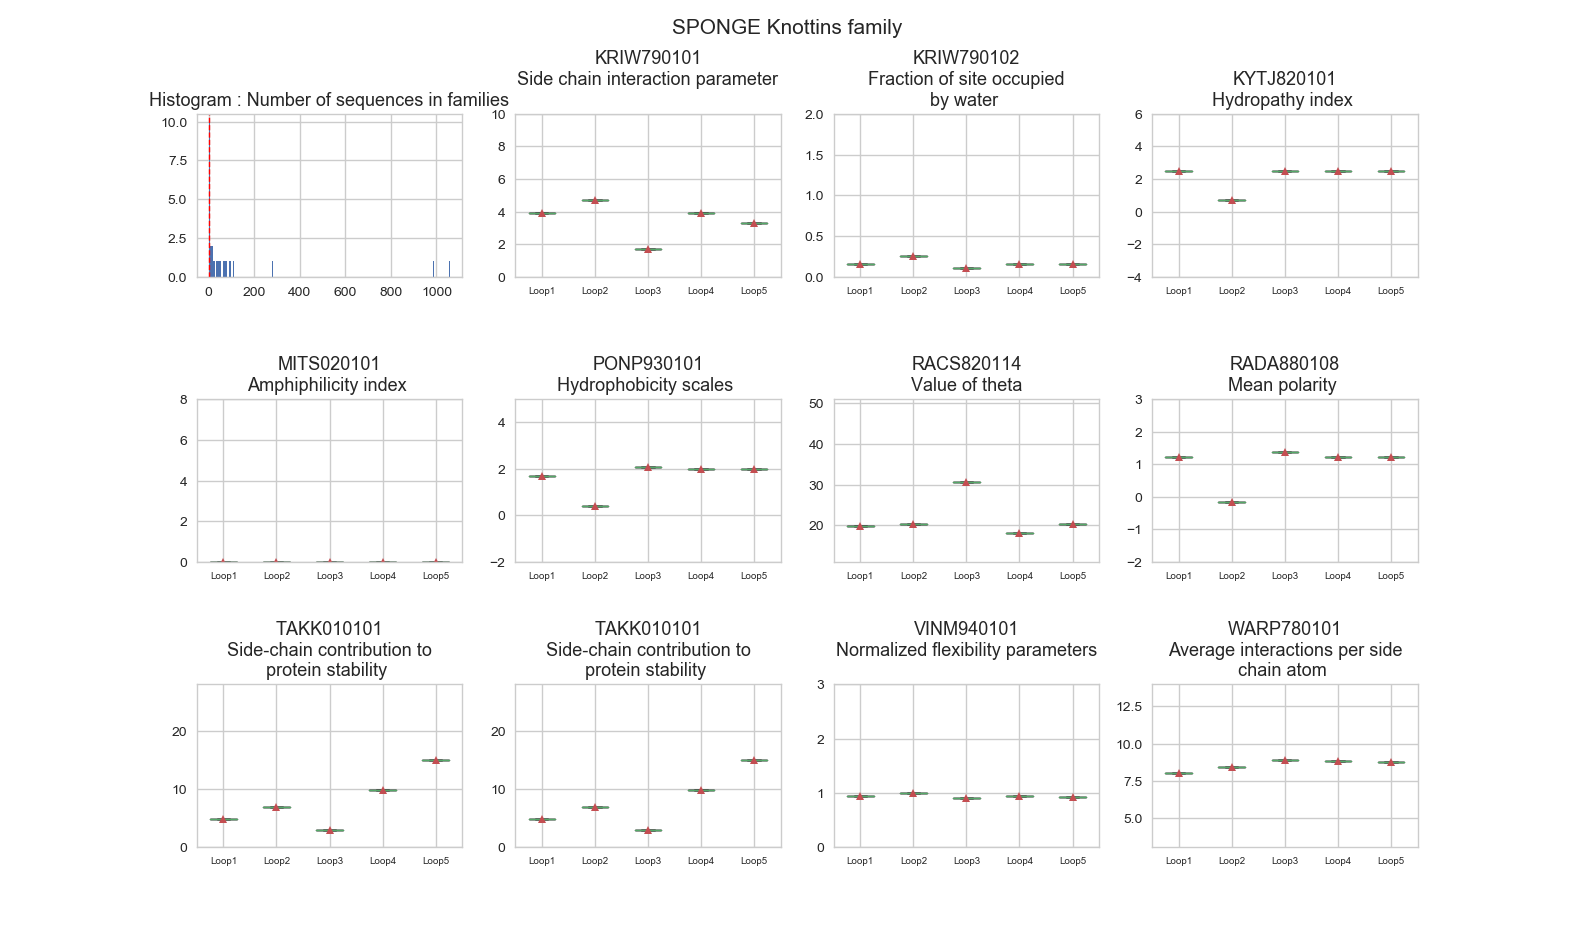 SPONGE Knottins family
Histogram : Number of sequences in families
10.0
7.5
5.0
2.5
0.0
0 200 400 600 800 1000
KRIW790101
Side chain interaction parameter
10
8
6
4
2
0
Loop1 Loop2 Loop3 Loop4 Loop5
KRIW790102
Fraction of site occupied
by water
2.0
1.5
1.0
0.5
0.0
Loop1 Loop2 Loop3 Loop4 Loop5
KYTJ820101
Hydropathy index
6
4
2
0
−2
−4
Loop1 Loop2 Loop3 Loop4 Loop5
MITS020101
Amphiphilicity index
8
6
4
2
0
Loop1 Loop2 Loop3 Loop4 Loop5
PONP930101
Hydrophobicity scales
4
2
0
−2
Loop1 Loop2 Loop3 Loop4 Loop5
RACS820114
Value of theta
50
40
30
20
Loop1 Loop2 Loop3 Loop4 Loop5
RADA880108
Mean polarity
3
2
1
0
−1
−2
Loop1 Loop2 Loop3 Loop4 Loop5
TAKK010101
Side-chain contribution to
protein stability
20
10
0
Loop1 Loop2 Loop3 Loop4 Loop5
TAKK010101
Side-chain contribution to
protein stability
20
10
0
Loop1 Loop2 Loop3 Loop4 Loop5
VINM940101
Normalized flexibility parameters
3
2
1
0
Loop1 Loop2 Loop3 Loop4 Loop5
WARP780101
Average interactions per side
chain atom
12.5
10.0
7.5
5.0
Loop1 Loop2 Loop3 Loop4 Loop5